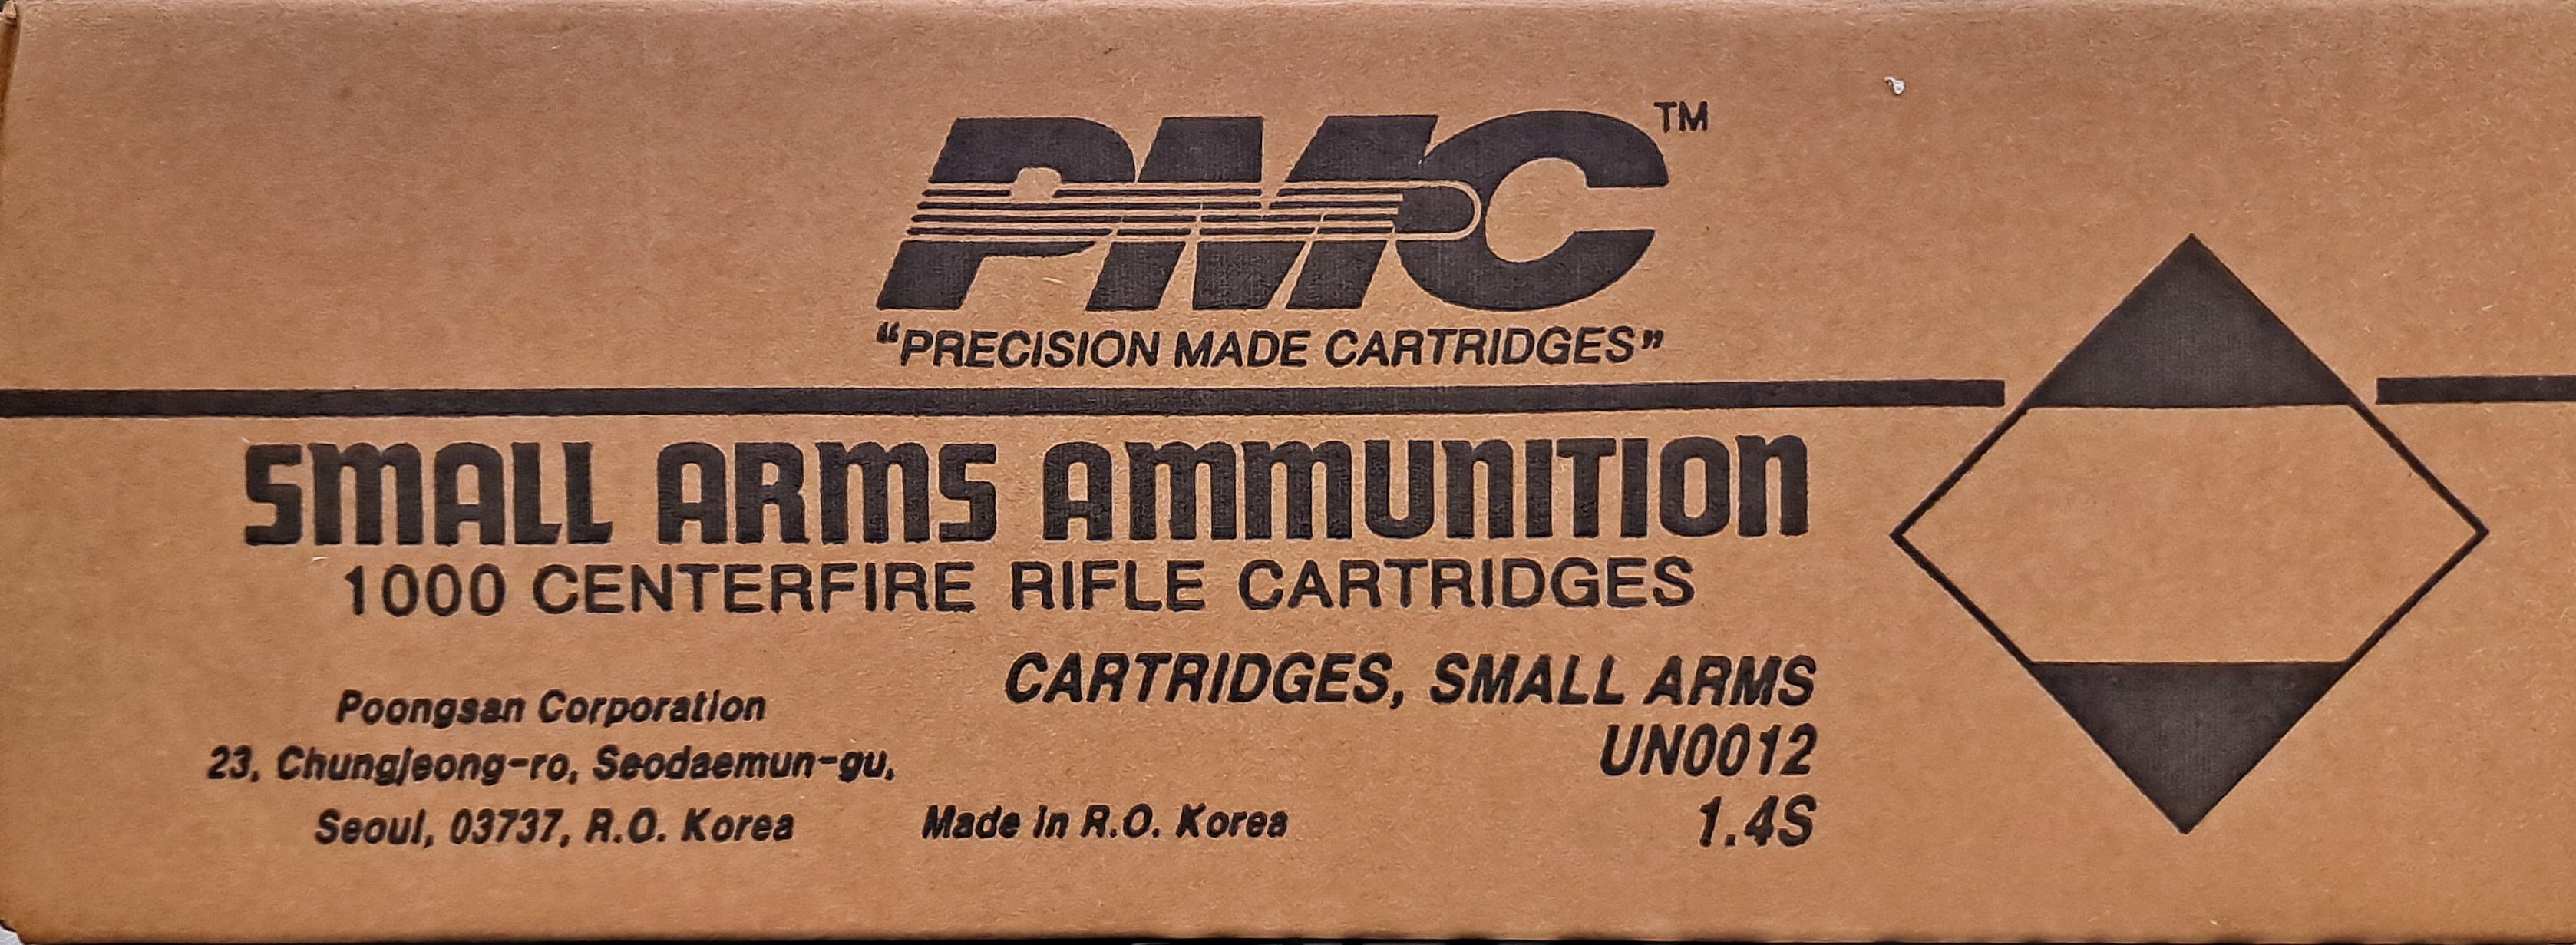 PMC™
“PRECISION MADE CARTRIDGES”
SMALL ARMS AMMUNITION
1000 CENTERFIRE RIFLE CARTRIDGES
Poongsan Corporation
23, Chungjeong-ro, Seodaemun-gu,
Seoul, 03737, R.O. Korea
Made in R.O. Korea
CARTRIDGES, SMALL ARMS
UN0012
1.4S